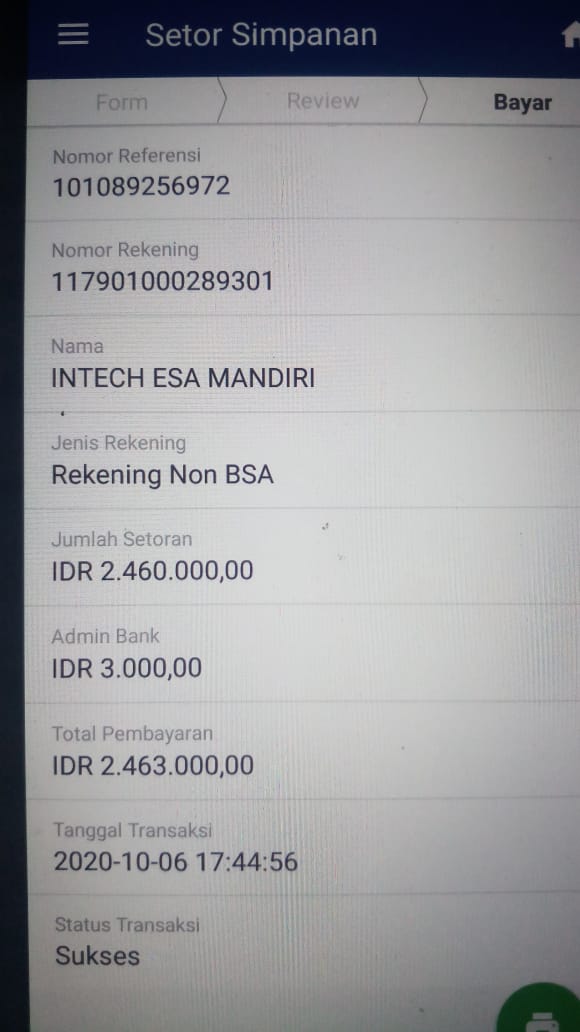 Setor Simpanan
Form
Review
Bayar
Nomor Referensi
101089256972
Nomor Rekening
117901000289301
Nama
INTECH ESA MANDIRI
Jenis Rekening
Rekening Non BSA
Jumlah Setoran
IDR 2.460.000,00
Admin Bank
IDR 3.000,00
Total Pembayaran
IDR 2.463.000,00
Tanggal Transaksi
2020-10-06 17:44:56
Status Transaksi
Sukses